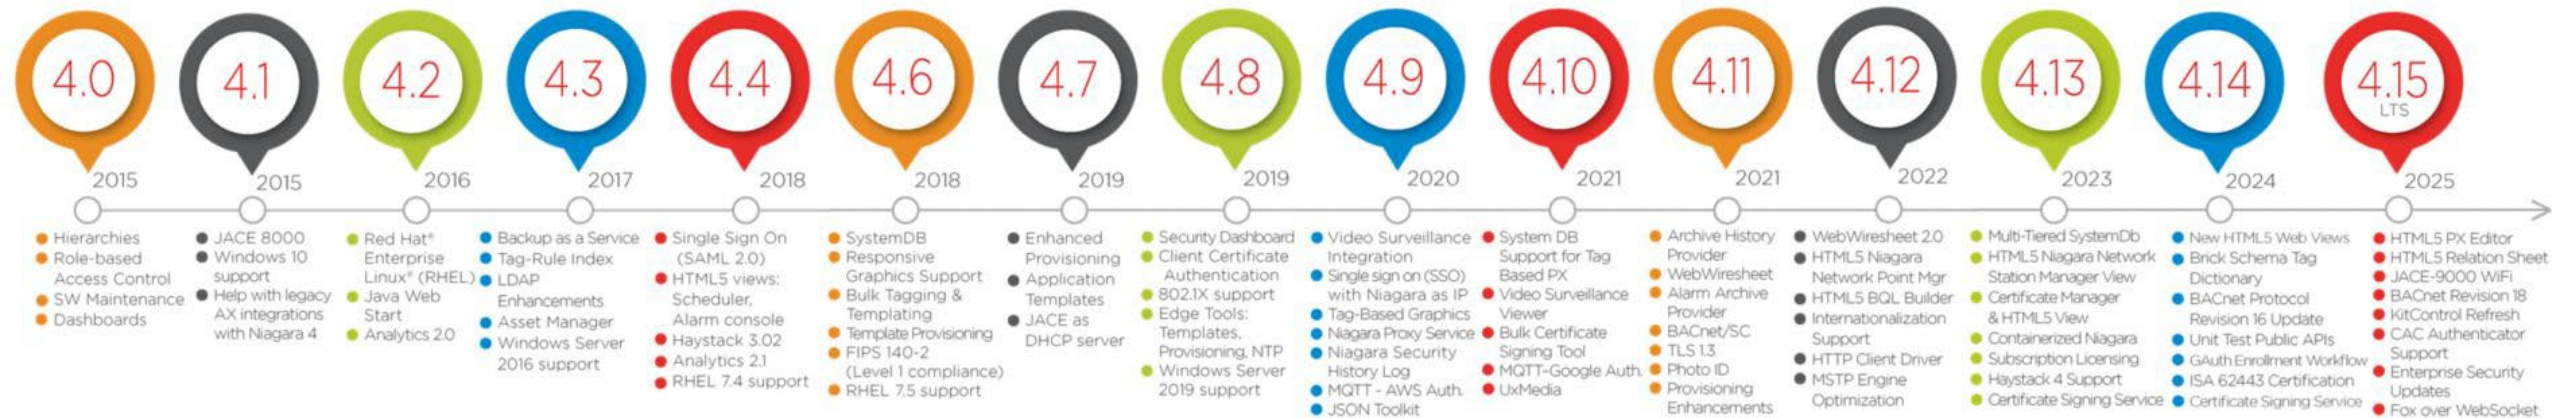 4.0
2015
Hierarchies
Role-based
Access Control
SW Maintenance
Dashboards
4.1
2015
JACE 8000
Windows 10
support
Help with legacy
AX integrations
with Niagara 4
4.2
2016
Red Hat®
Enterprise
Linux® (RHEL)
Java Web
Start
Analytics 2.0
4.3
2017
Backup as a Service
Tag-Rule Index
LDAP
Enhancements
Asset Manager
Windows Server
2016 support
4.4
2018
Single Sign On
(SAML 2.0)
HTML5 views:
Scheduler,
Alarm console
Haystack 3.02
Analytics 2.1
RHEL 7.4 support
4.6
2018
SystemDB
Responsive
Graphics Support
Bulk Tagging &
Templating
Template Provisioning
FIPS 140-2
(Level 1 compliance)
RHEL 7.5 support
4.7
2019
Enhanced
Provisioning
Application
Templates
JACE as
DHCP server
4.8
2019
Security Dashboard
Client Certificate
Authentication
802.1X support
Edge Tools:
Templates,
Provisioning, NTP
Windows Server
2019 support
4.9
2020
Video Surveillance
Integration
Single sign on (SSO)
with Niagara as IP
Tag-Based Graphics
Niagara Proxy Service
Niagara Security
History Log
MQTT - AWS Auth.
JSON Toolkit
4.10
2021
System DB
Support for Tag
Based PX
Video Surveillance
Viewer
Bulk Certificate
Signing Tool
MQTT-Google Auth.
UxMedia
4.11
2021
Archive History
Provider
WebWiresheet
Alarm Archive
Provider
BACnet/SC
TLS 1.3
Photo ID
Provisioning
Enhancements
4.12
2022
WebWiresheet 2.0
HTML5 Niagara
Network Point Mgr
HTML5 BQL Builder
Internationalization
Support
HTTP Client Driver
MSTP Engine
Optimization
4.13
2023
Multi-Tiered SystemDb
HTML5 Niagara Network
Station Manager View
Certificate Manager
& HTML5 View
Containerized Niagara
Subscription Licensing
Haystack 4 Support
Certificate Signing Service
4.14
2024
New HTML5 Web Views
Brick Schema Tag
Dictionary
BACnet Protocol
Revision 16 Update
Unit Test Public APIs
GAuth Enrollment Workflow
ISA 62443 Certification
Certificate Signing Service
4.15
LTS
2025
HTML5 PX Editor
HTML5 Relation Sheet
JACE-9000 WiFi
BACnet Revision 18
KitControl Refresh
CAC Authenticator
Support
Enterprise Security
Updates
Fox over WebSocket